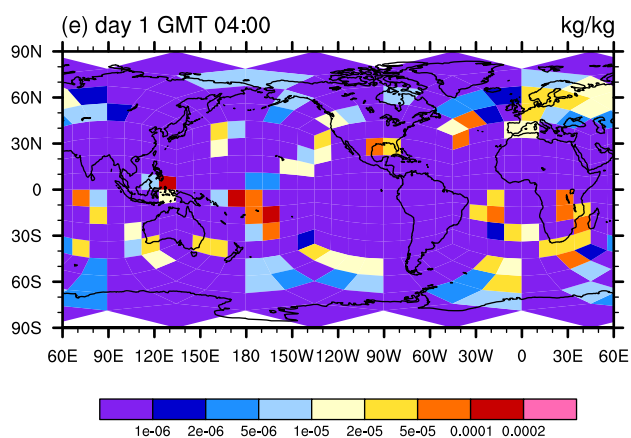 (e) day 1 GMT 04:00 kg/kg
90N
60N
30N
0
30S
60S
90S
60E 90E 120E 150E 180 150W 120W 90W 60W 30W 0 30E 60E
1e-06 2e-06 5e-06 1e-05 2e-05 5e-05 0.0001 0.0002